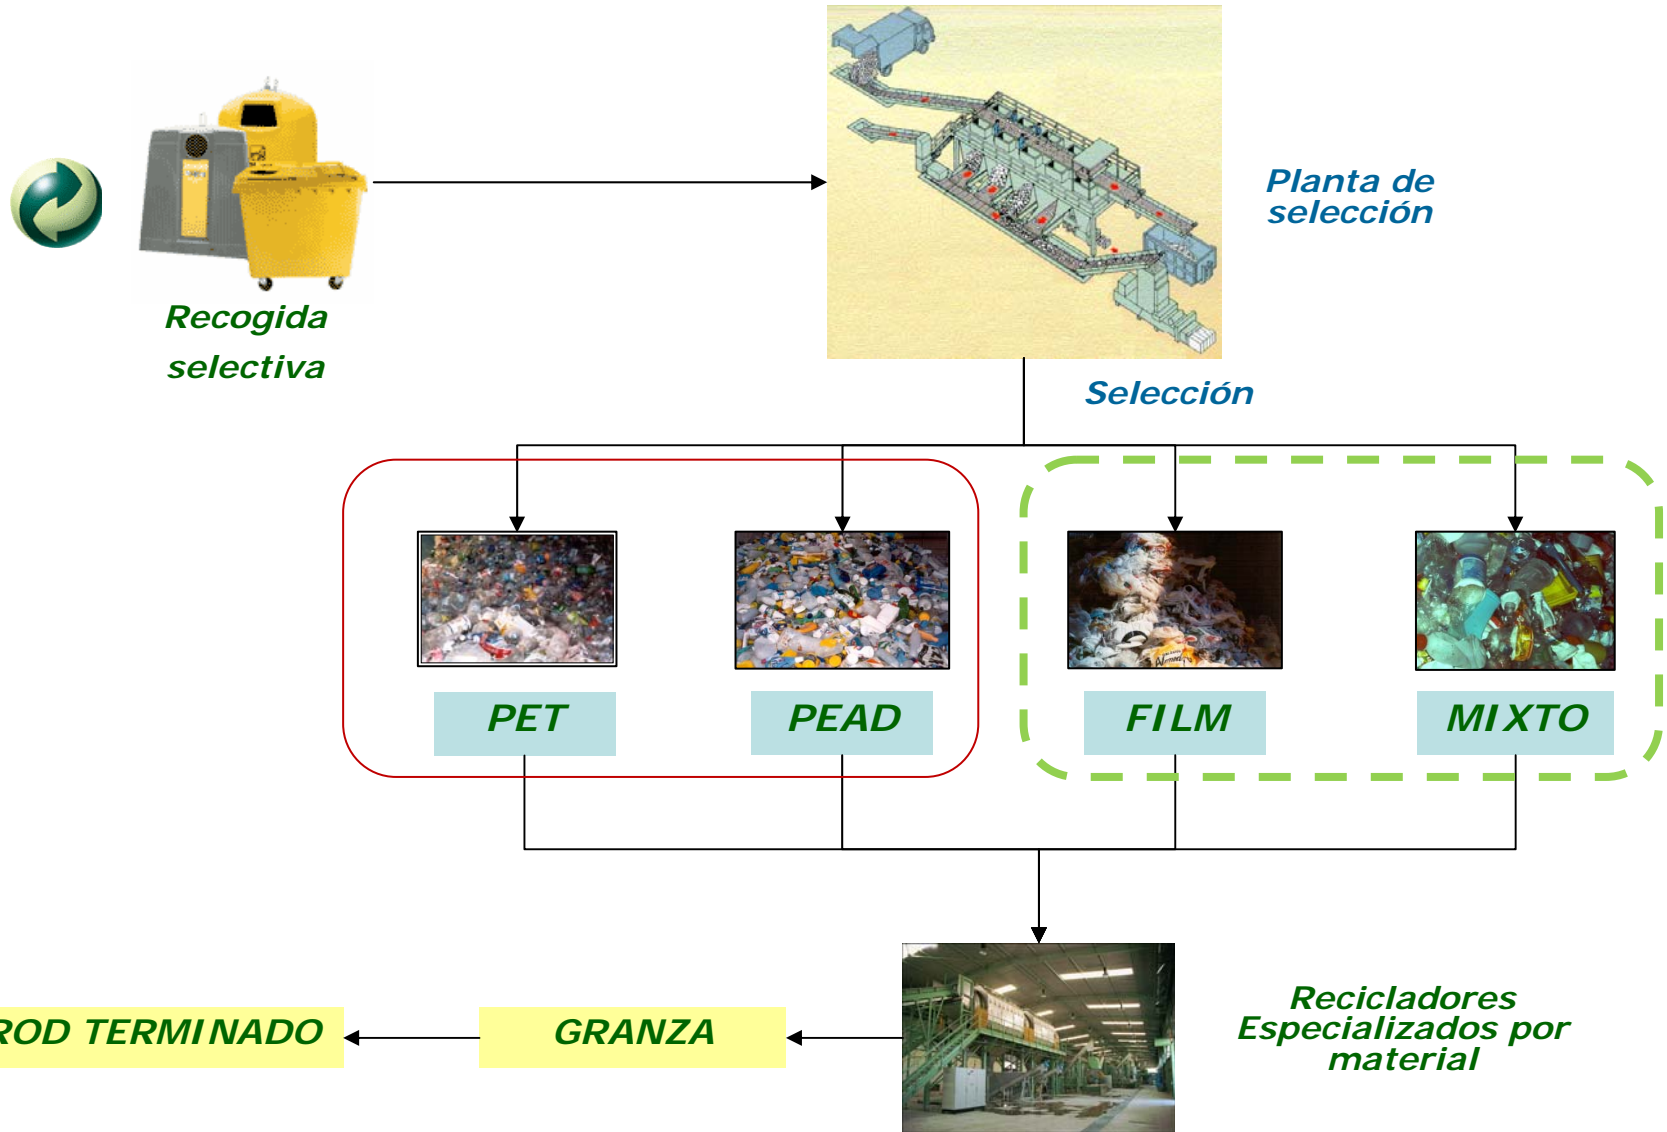 Planta de
selección
Recogida
selectiva
Selección
PET
PEAD
FILM
MIXTO
Recicladores
Especializados por
material
GRANZA
ROD TERMINADO